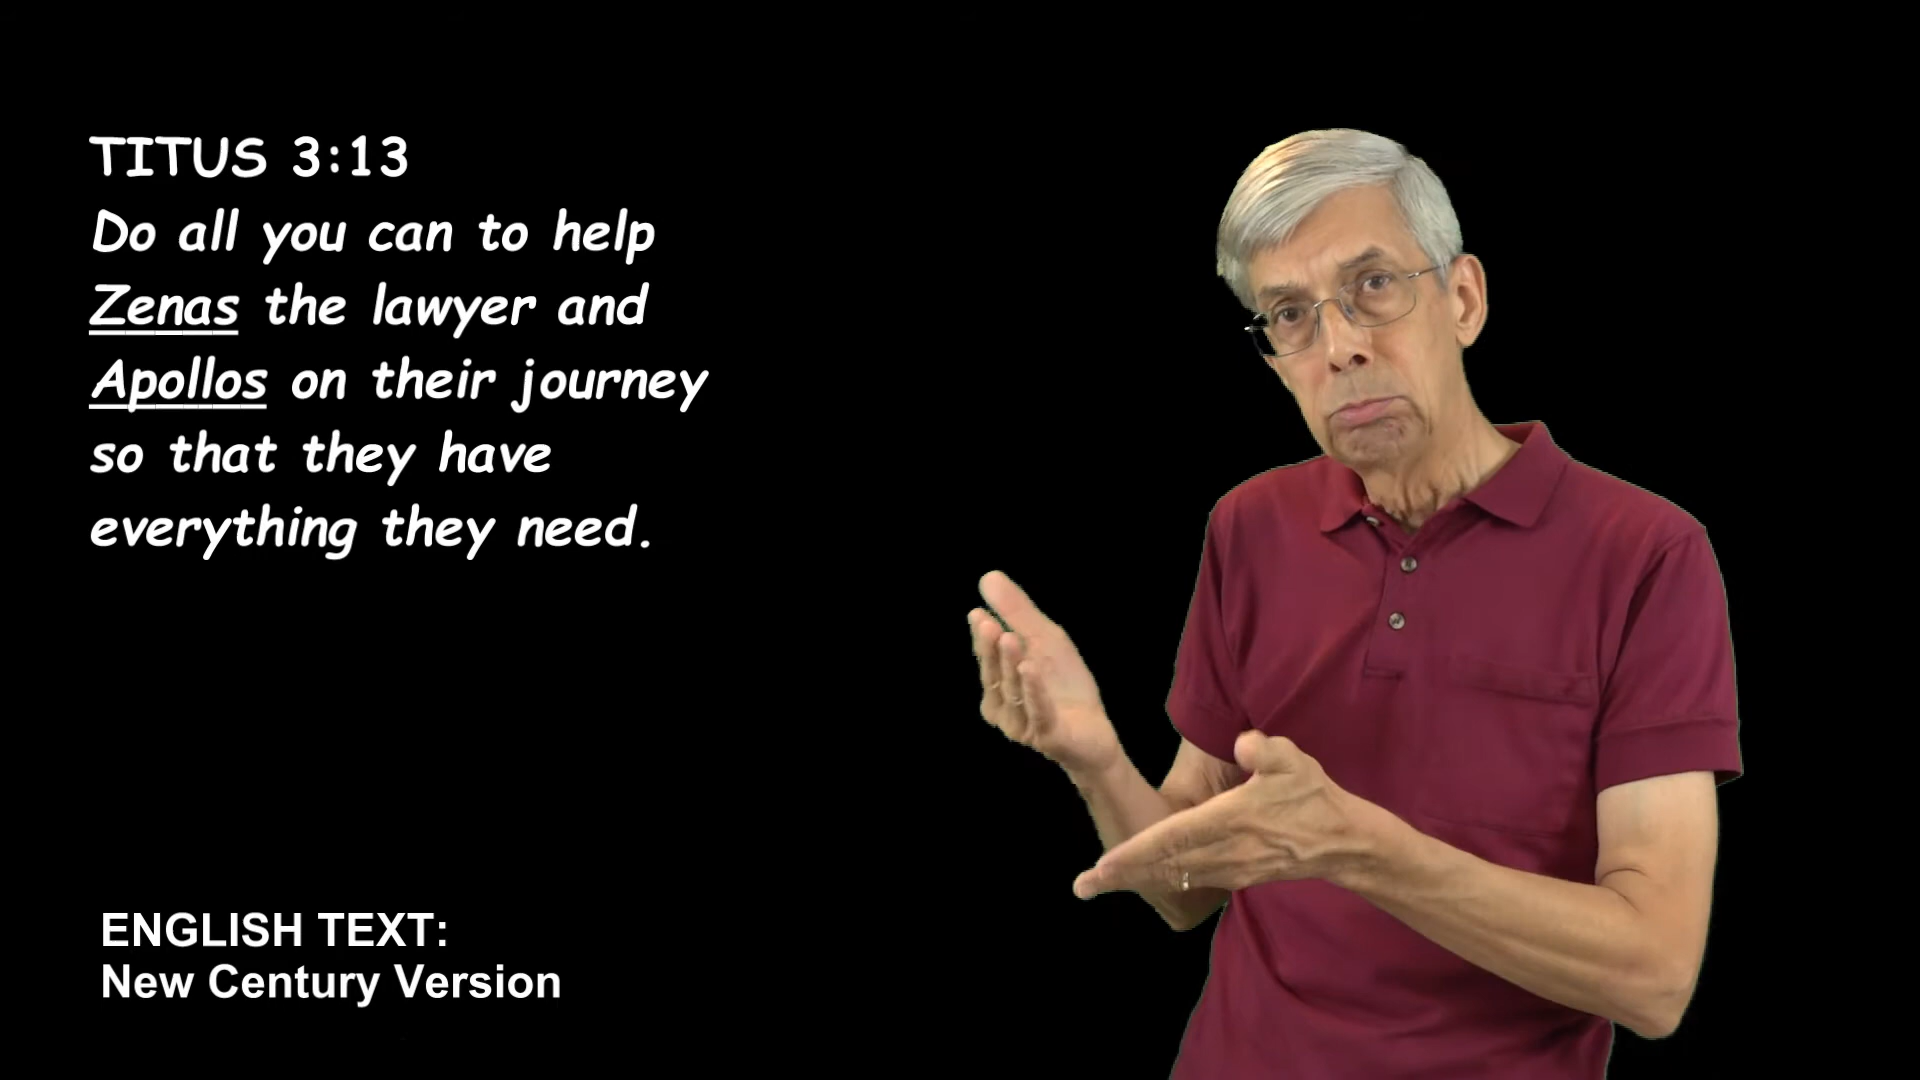 TITUS 3:13
Do all you can to help
Zenas the lawyer and
Apollos on their journey
so that they have
everything they need.
ENGLISH TEXT:
New Century Version